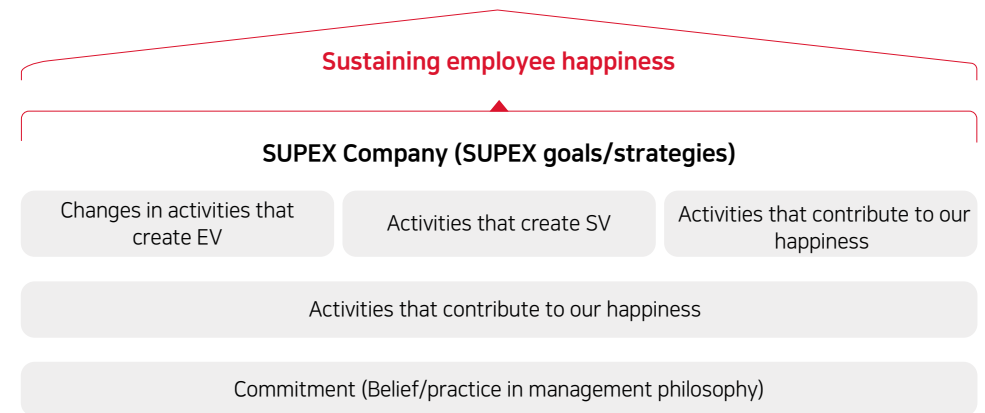 Sustaining employee happiness
SUPEX Company (SUPEX goals/strategies)
Changes in activities that
create EV
Activities that create SV
Activities that contribute to our
happiness
Activities that contribute to our happiness
Commitment (Belief/practice in management philosophy)